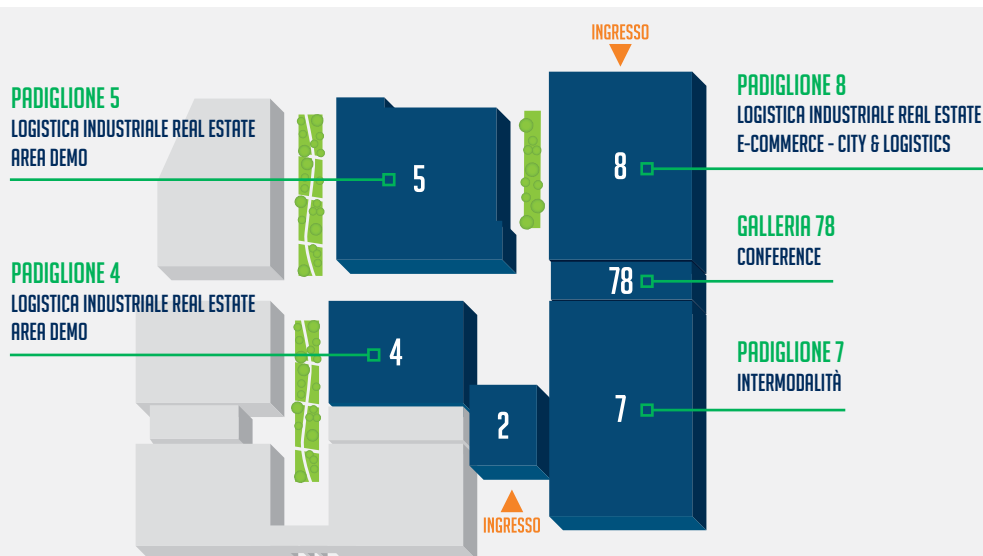 INGRESSO
PADIGLIONE 5
LOGISTICA INDUSTRIALE REAL ESTATE
AREA DEMO
PADIGLIONE 8
LOGISTICA INDUSTRIALE REAL ESTATE
E-COMMERCE - CITY & LOGISTICS
5
8
GALLERIA 78
CONFERENCE
78
PADIGLIONE 4
LOGISTICA INDUSTRIALE REAL ESTATE
AREA DEMO
4
PADIGLIONE 7
INTERMODALITÀ
7
2
INGRESSO